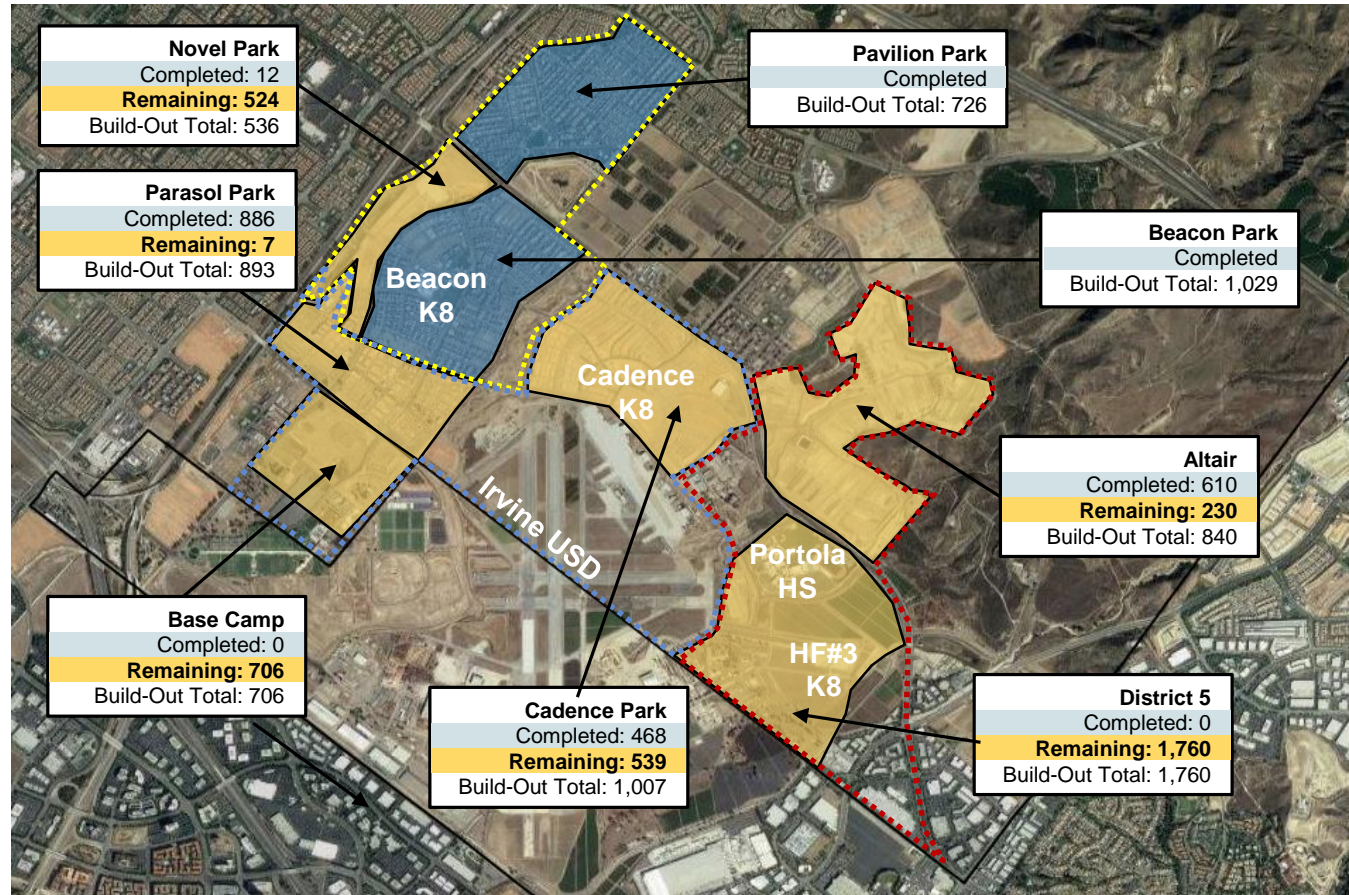 Novel Park
Completed: 12
Remaining: 524
Build-Out Total: 536
Pavilion Park
Completed
Build-Out Total: 726
Parasol Park
Completed: 886
Remaining: 7
Build-Out Total: 893
Beacon Park
Completed
Build-Out Total: 1,029
Beacon
K8
Cadence
K8
Altair
Completed: 610
Remaining: 230
Build-Out Total: 840
Irvine USD
Portola
HS
Base Camp
Completed: 0
Remaining: 706
Build-Out Total: 706
HF#3
K8
Cadence Park
Completed: 468
Remaining: 539
Build-Out Total: 1,007
District 5
Completed: 0
Remaining: 1,760
Build-Out Total: 1,760